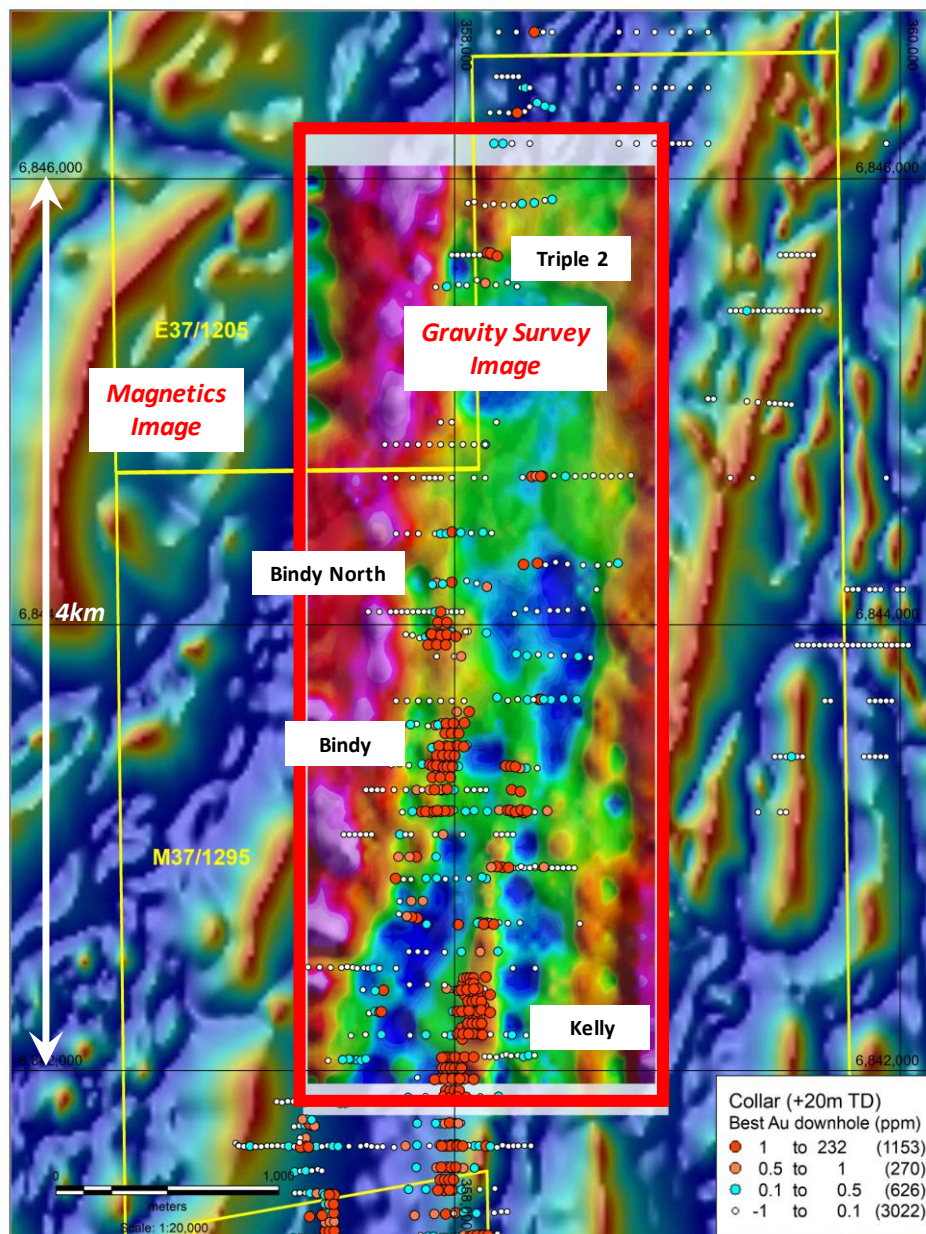 358,000
360,000
6,846,000
6,846,000
Triple 2
E37/1205
Gravity Survey
Image
Magnetics
Image
Bindy North
6,844,000
4km
Bindy
M37/1295
Kelly
6,842,000
6,842,000
Collar (+20m TD)
Best Au downhole (ppm)
1 to 232 (1153)
0.5 to 1 (270)
0.1 to 0.5 (626)
-1 to 0.1 (3022)
0 1,000
meters
Scale: 1:20,000
358,000